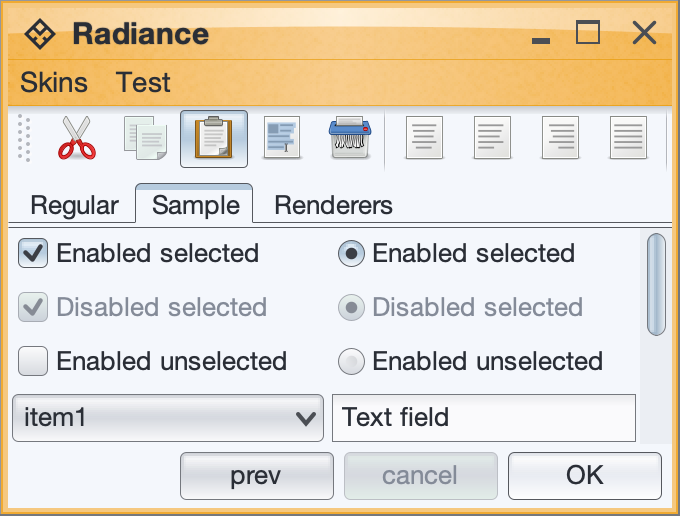 Radiance
Skins Test
Regular Sample Renderers
Enabled selected Enabled selected
Disabled selected Disabled selected
Enabled unselected Enabled unselected
item1 Text field
prev cancel OK